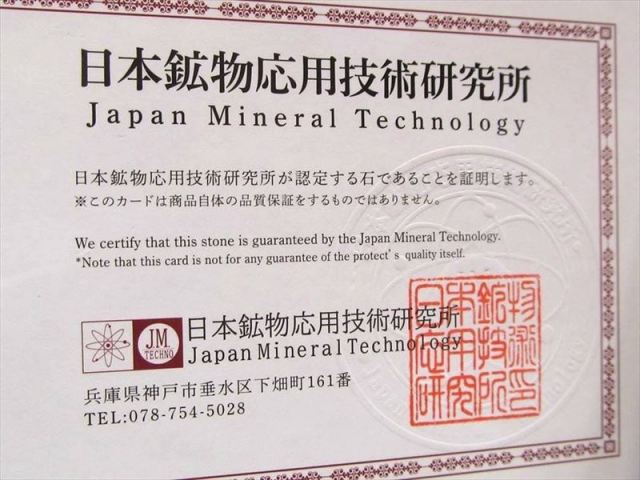 日本鉱物応用技術研究所
Japan Mineral Technology
日本鉱物応用技術研究所が認定する石であることを証明します。
※このカードは商品自体の品質保証をするものではありません。
We certify that this stone is guaranteed by the Japan Mineral Technology.
*Note that this card is not for any guarantee of the protect's quality itself.
JM
TECHNO
日本鉱物応用技術研究所
Japan Mineral Technology
兵庫県神戸市垂水区下畑町161番
TEL:078-754-5028